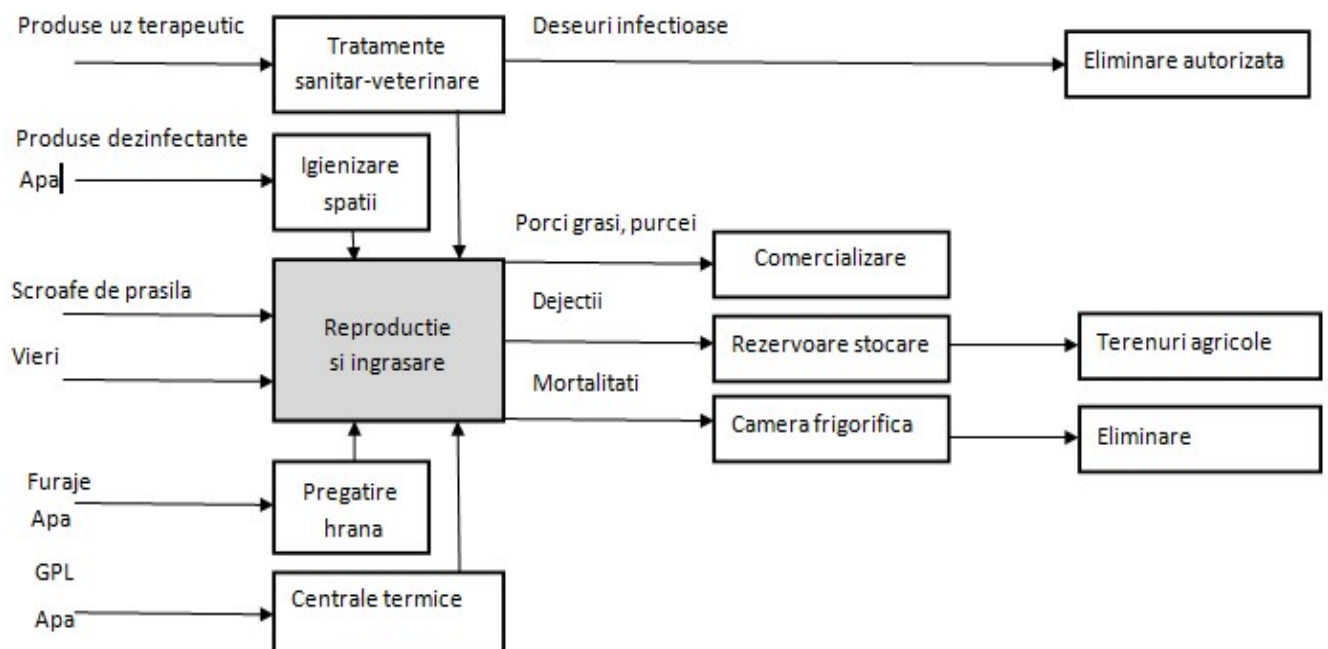 Produse uz terapeutic
Tratamente
sanitar-veterinare
Deseuri infectioase
Eliminare autorizata
Produse dezinfectante
Apa
Igienizare
spatii
Porci grasi, purcei
Comercializare
Scroafe de prasila
Vieri
Reproductie
si ingrasare
Dejectii
Rezervoare stocare
Terenuri agricole
Mortalitati
Camera frigorifica
Eliminare
Furaje
Apa
Pregatire
hrana
GPL
Apa
Centrale termice